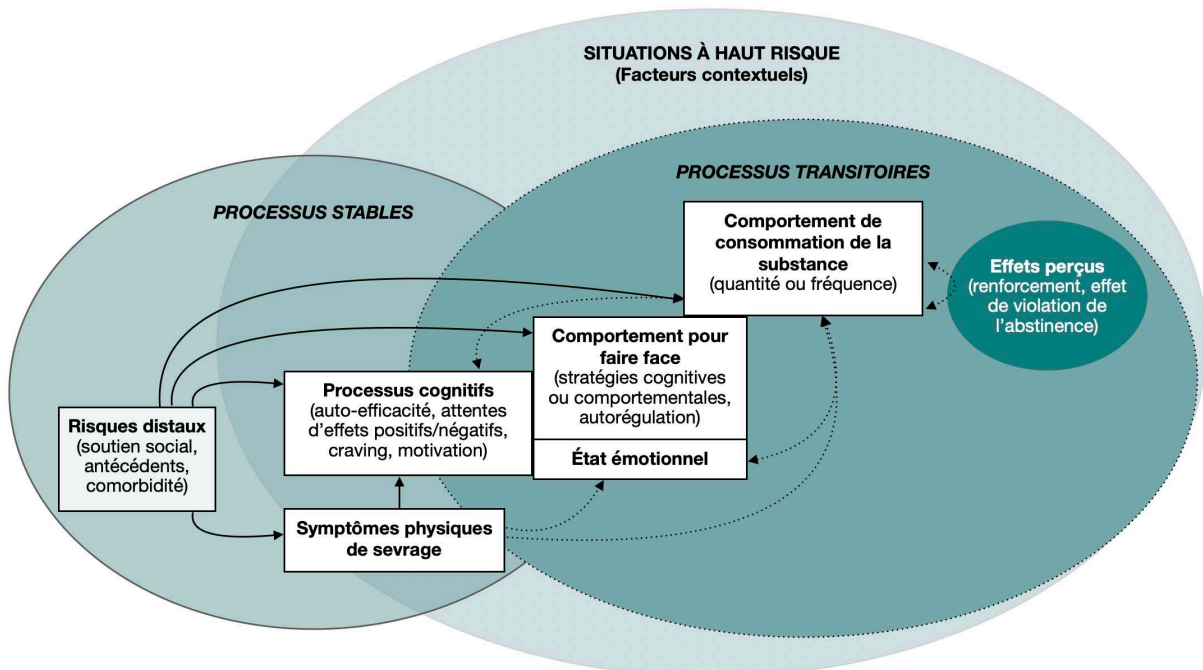 SITUATIONS À HAUT RISQUE
(Facteurs contextuels)
PROCESSUS STABLES
PROCESSUS TRANSITOIRES
Comportement de
consommation de la
substance
(quantité ou fréquence)
Effets perçus
(renforcement, effet
de violation de
l'abstinence)
Comportement pour
faire face
(stratégies cognitives
ou comportementales,
autorégulation)
État émotionnel
Processus cognitifs
(auto-efficacité, attentes
d'effets positifs/négatifs,
craving, motivation)
Risques distaux
(soutien social,
antécédents,
comorbidité)
Symptômes physiques
de sevrage